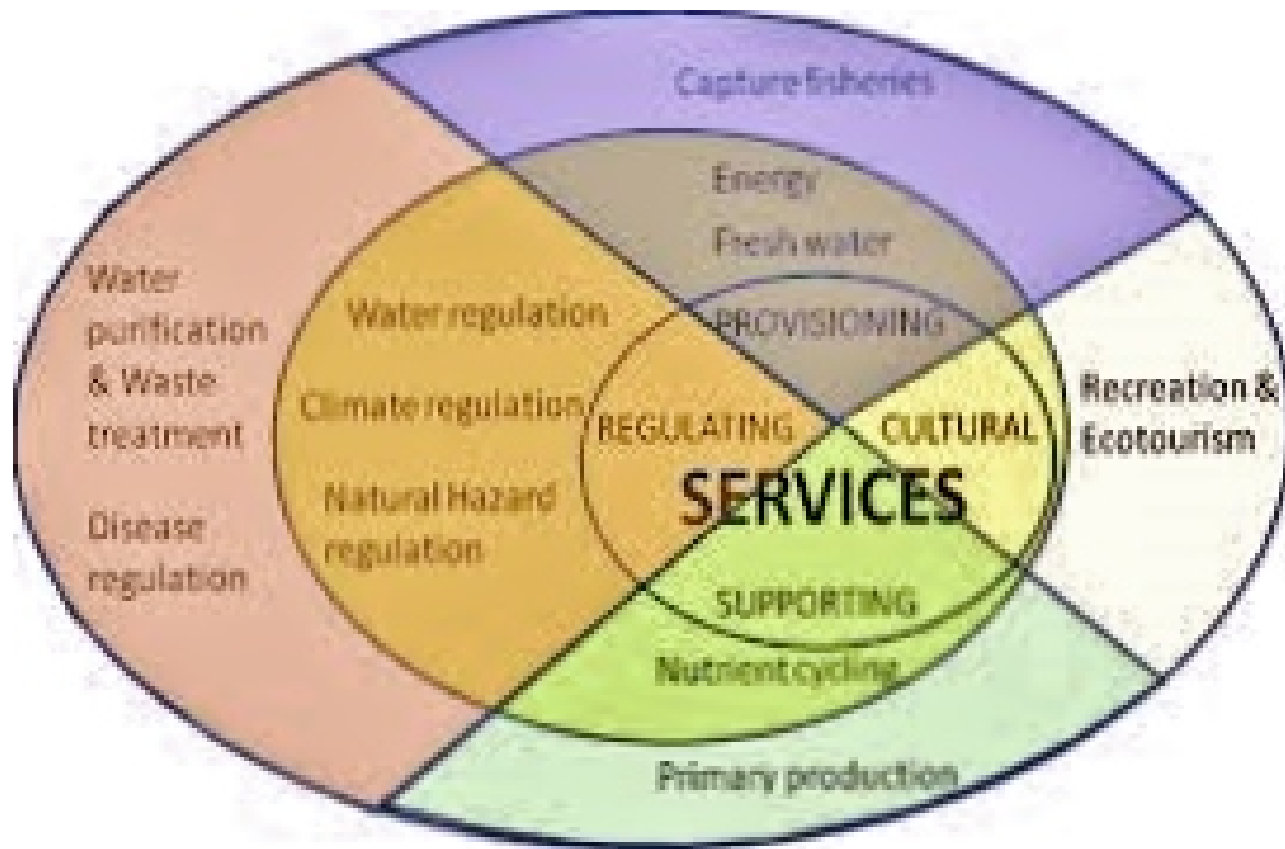 Capture fisheries
Energy
Fresh water
PROVISIONING
Water
purification
& Waste
treatment
Disease
regulation
Water regulation
Climate regulation
Natural Hazard
regulation
REGULATING
CULTURAL
SERVICES
Recreation &
Ecotourism
SUPPORTING
Nutrient cycling
Primary production